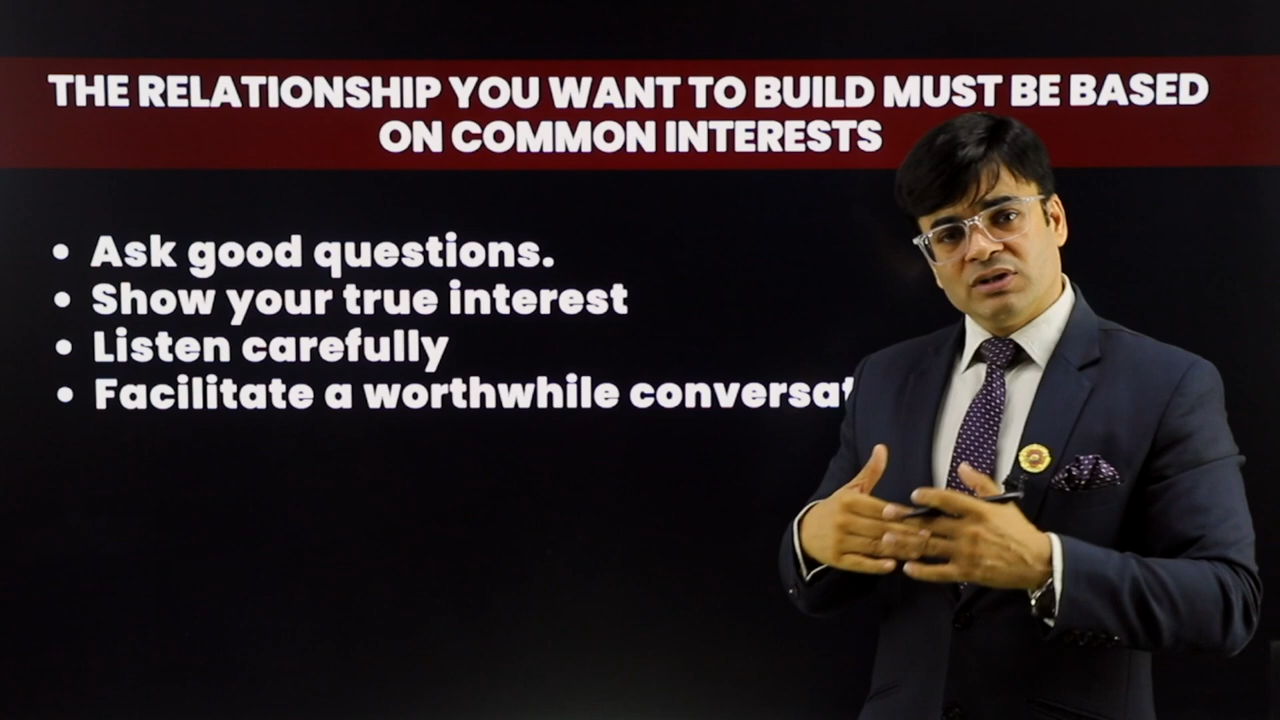 THE RELATIONSHIP YOU WANT TO BUILD MUST BE BASED
ON COMMON INTERESTS
• Ask good questions.
• Show your true interest
• Listen carefully
• Facilitate a worthwhile